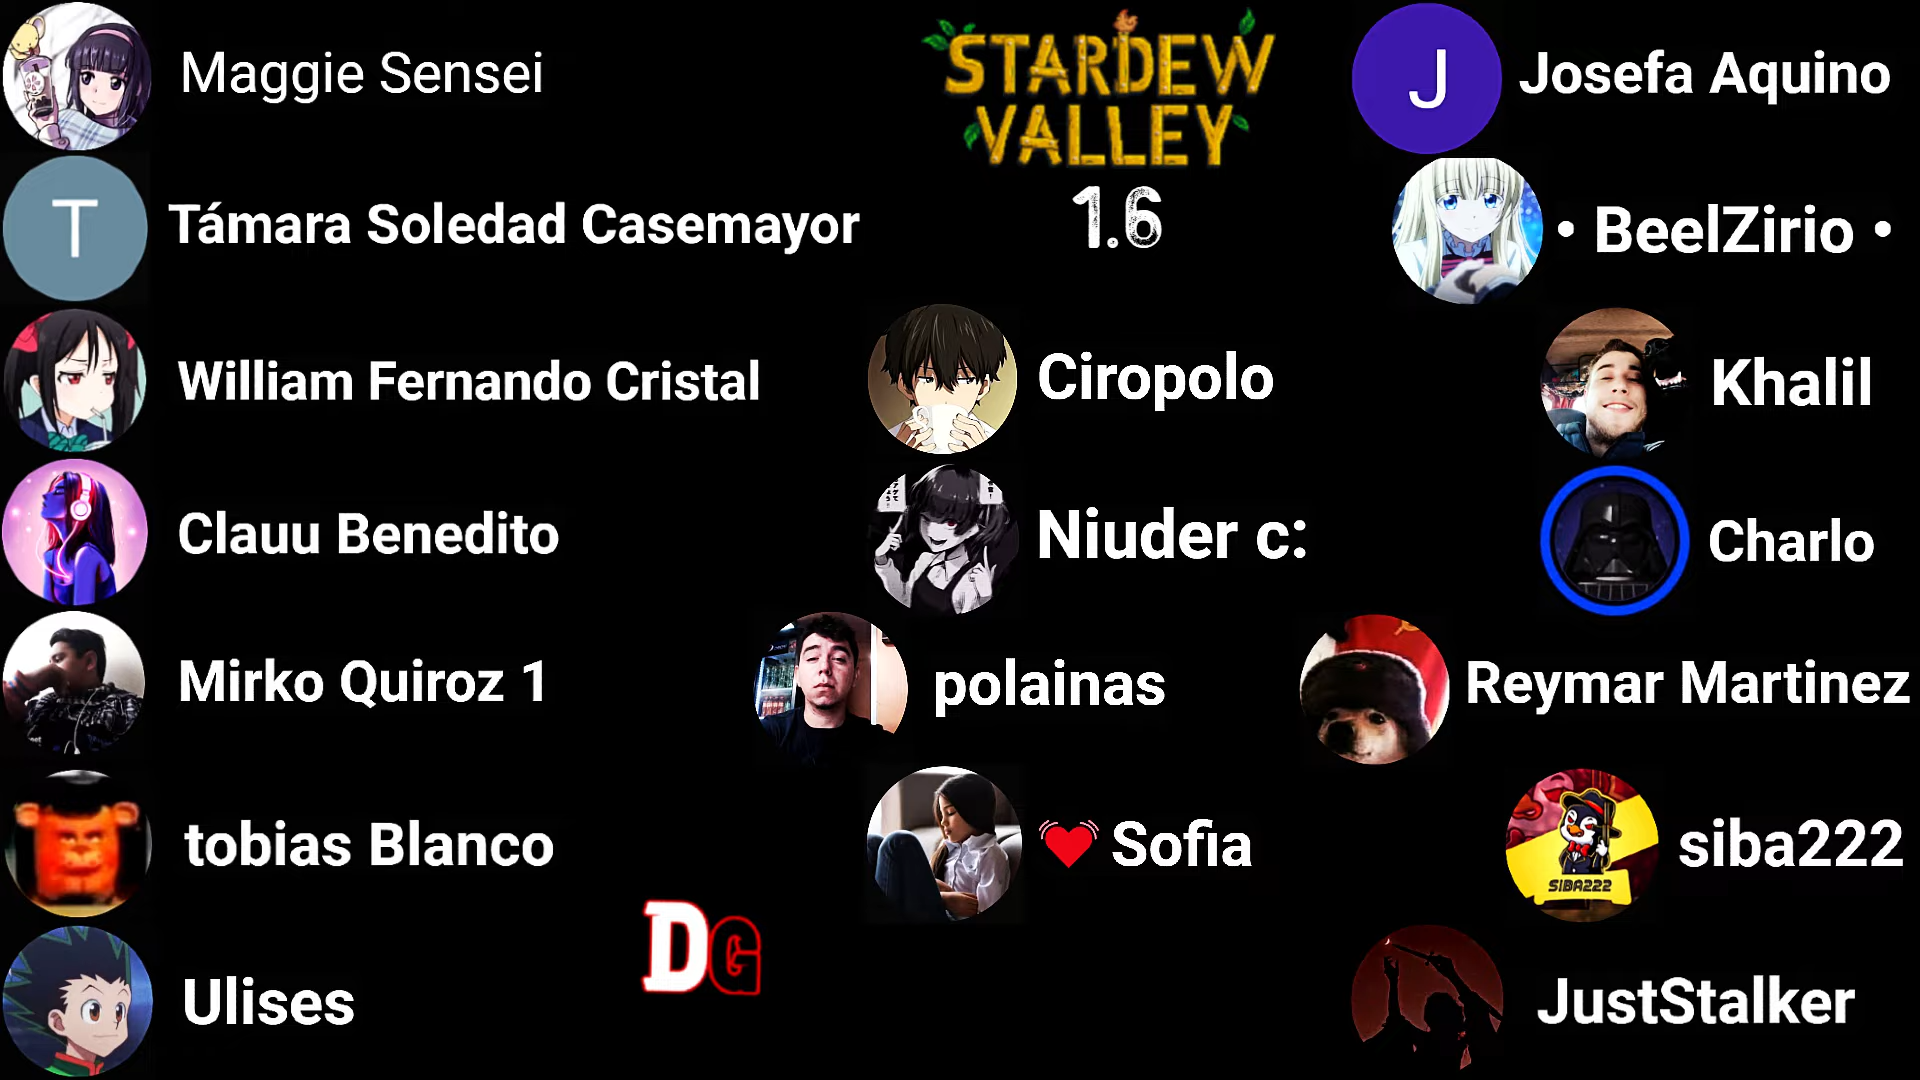 Maggie Sensei
STARDEW
VALLEY
1.6
J
Josefa Aquino
T
Támara Soledad Casemayor
• BeelZirio •
William Fernando Cristal
Ciropolo
Khalil
Clauu Benedito
Niuder c:
Charlo
Mirko Quiroz 1
polainas
Reymar Martinez
tobias Blanco
Sofia
SIBA222
siba222
DG
Ulises
JustStalker